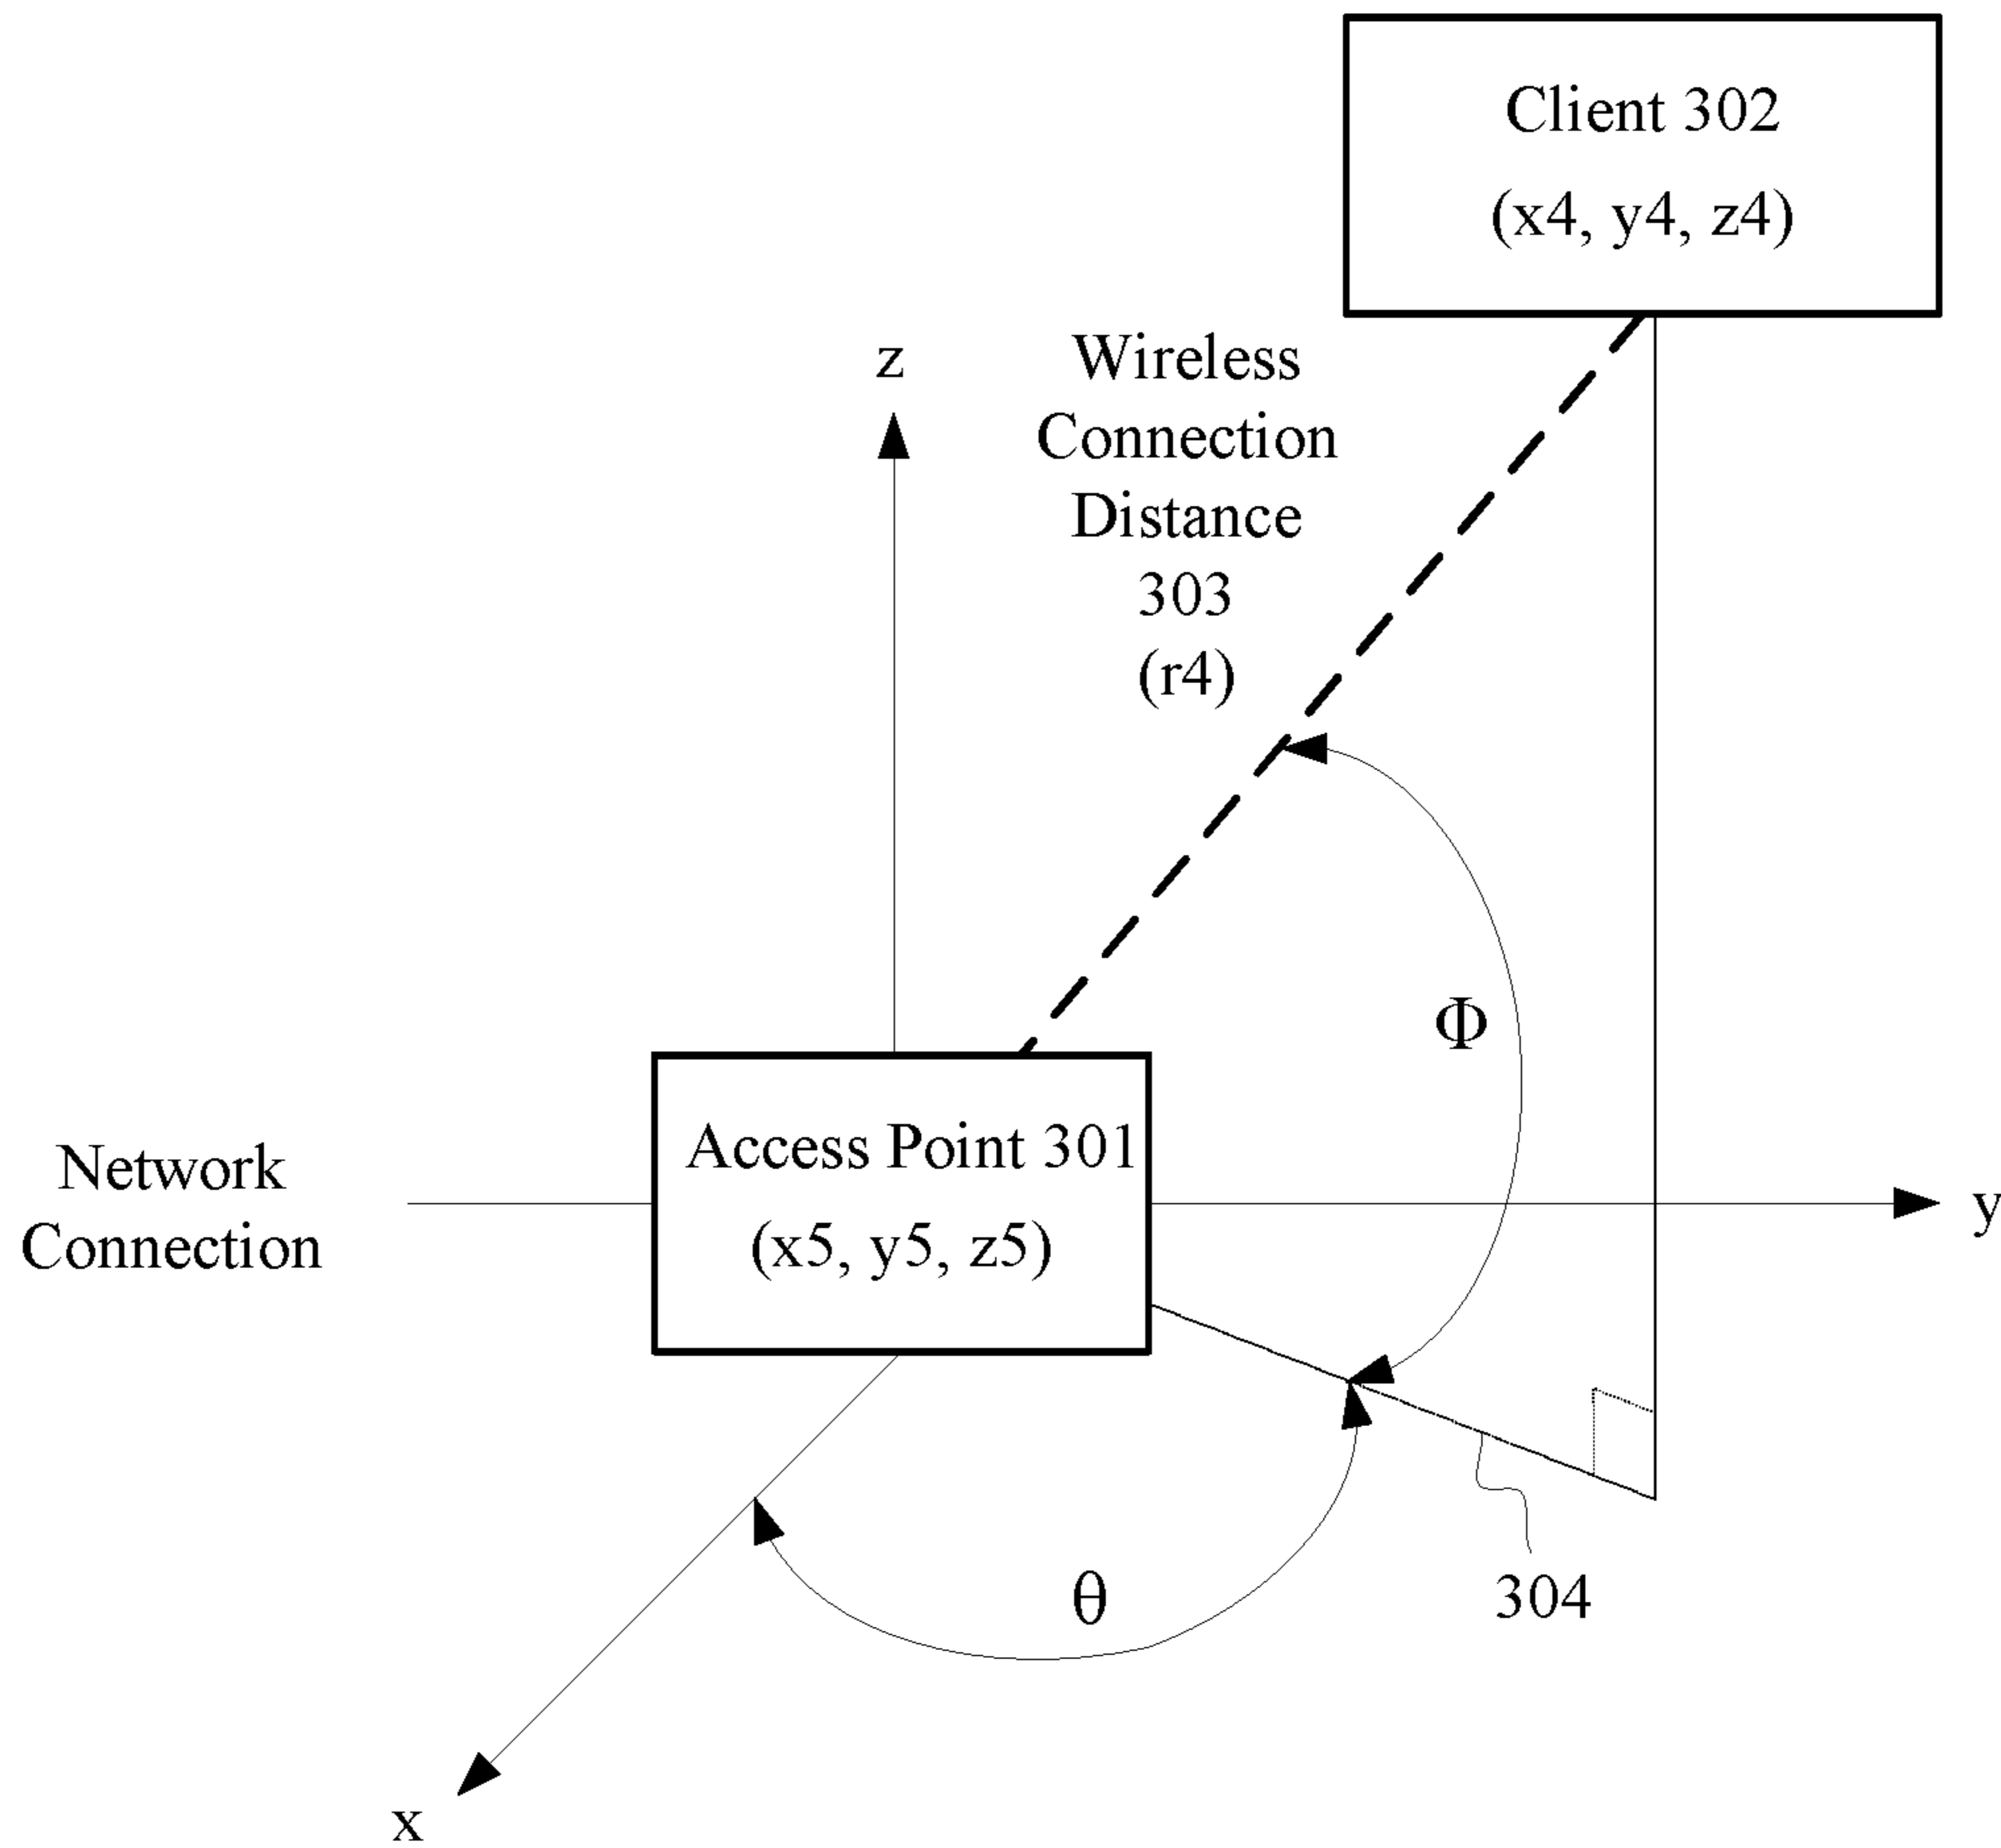 Client 302
(x4, y4, z4)
z
Wireless
Connection
Distance
303
(r4)
Φ
Access Point 301
(x5, y5, z5)
Network
Connection
y
θ
304
x